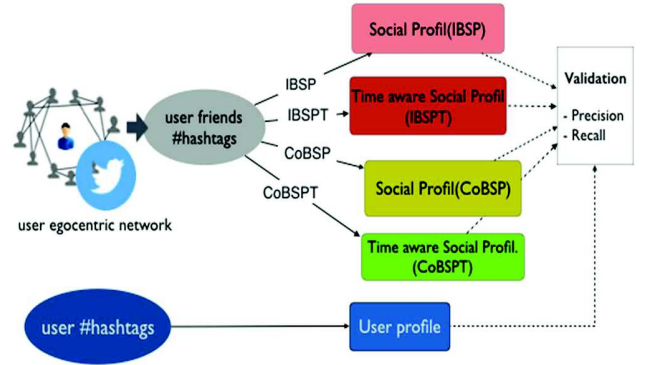 Social Profil(IBSP)
IBSP
Validation
Time aware Social Profil
(IBSPT)
IBSPT
user friends
#hashtags
- Precision
- Recall
CoBSP
Social Profil(CoBSP)
CoBSPT
user egocentric network
Time aware Social Profil.
(CoBSPT)
user #hashtags
User profile